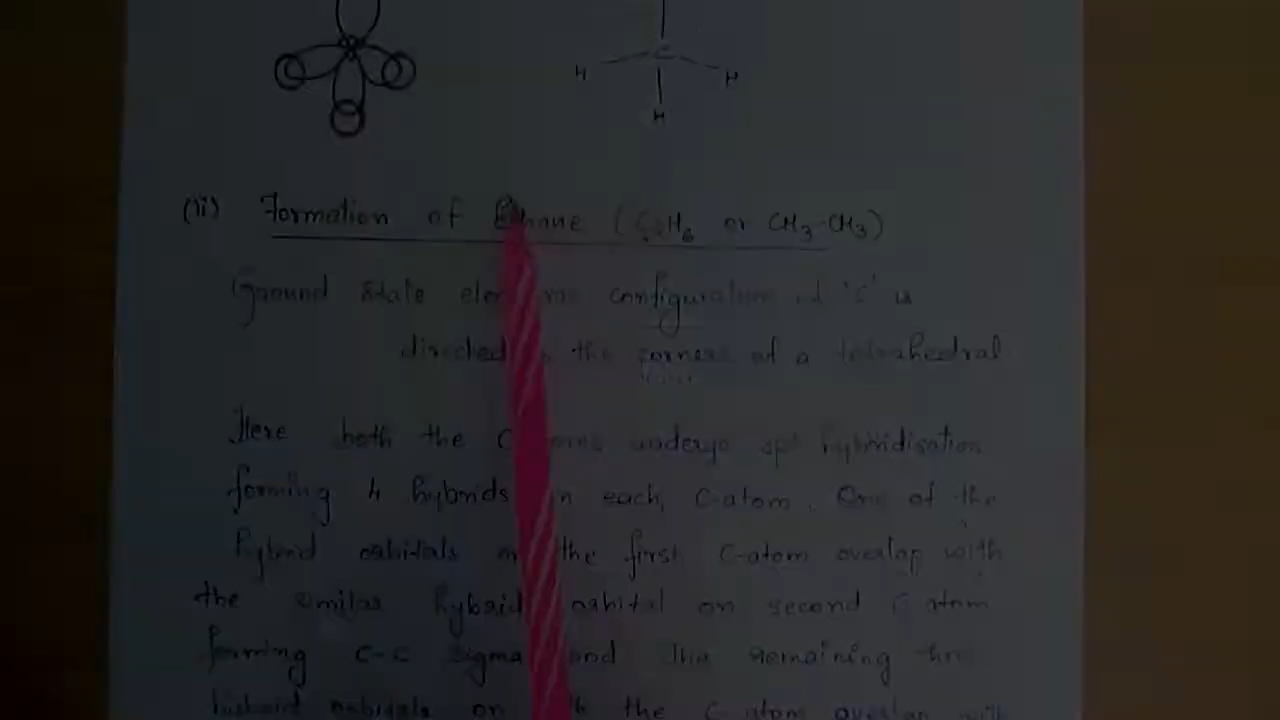 C
H H
H
(ii) Formation of Ethane (C2H6 or CH3-CH3)
Ground state configuration of 'C' is
directed the corners of a tetrahedral
Here both the undergo sp3 hybridisation
forming 4 hybrids in each C-atom. One of the
hybrid orbitals on the first C-atom overlap with
the similar hybrid orbital on second C-atom
forming C-C sigma and the remaining three
hybrid orbitals on the C-atom overlap with